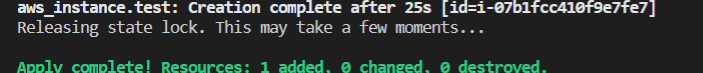 aws_instance.test: Creation complete after 25s [id=i-07b1fcc410f9e7fe7]
Releasing state lock. This may take a few moments...
Apply complete! Resources: 1 added, 0 changed, 0 destroyed.